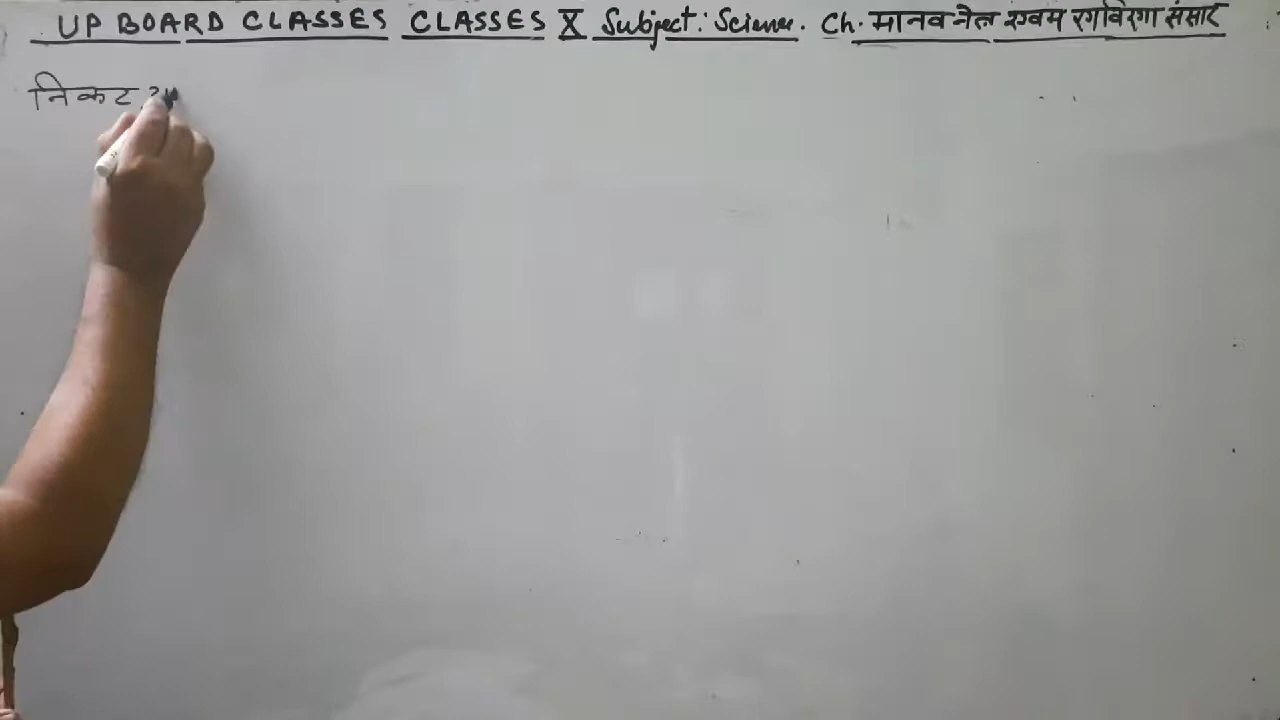 UP BOARD CLASSES CLASSES X Subject: Science. Ch. मानव नेत्र एवम रंगबिरंगा संसार
निकट